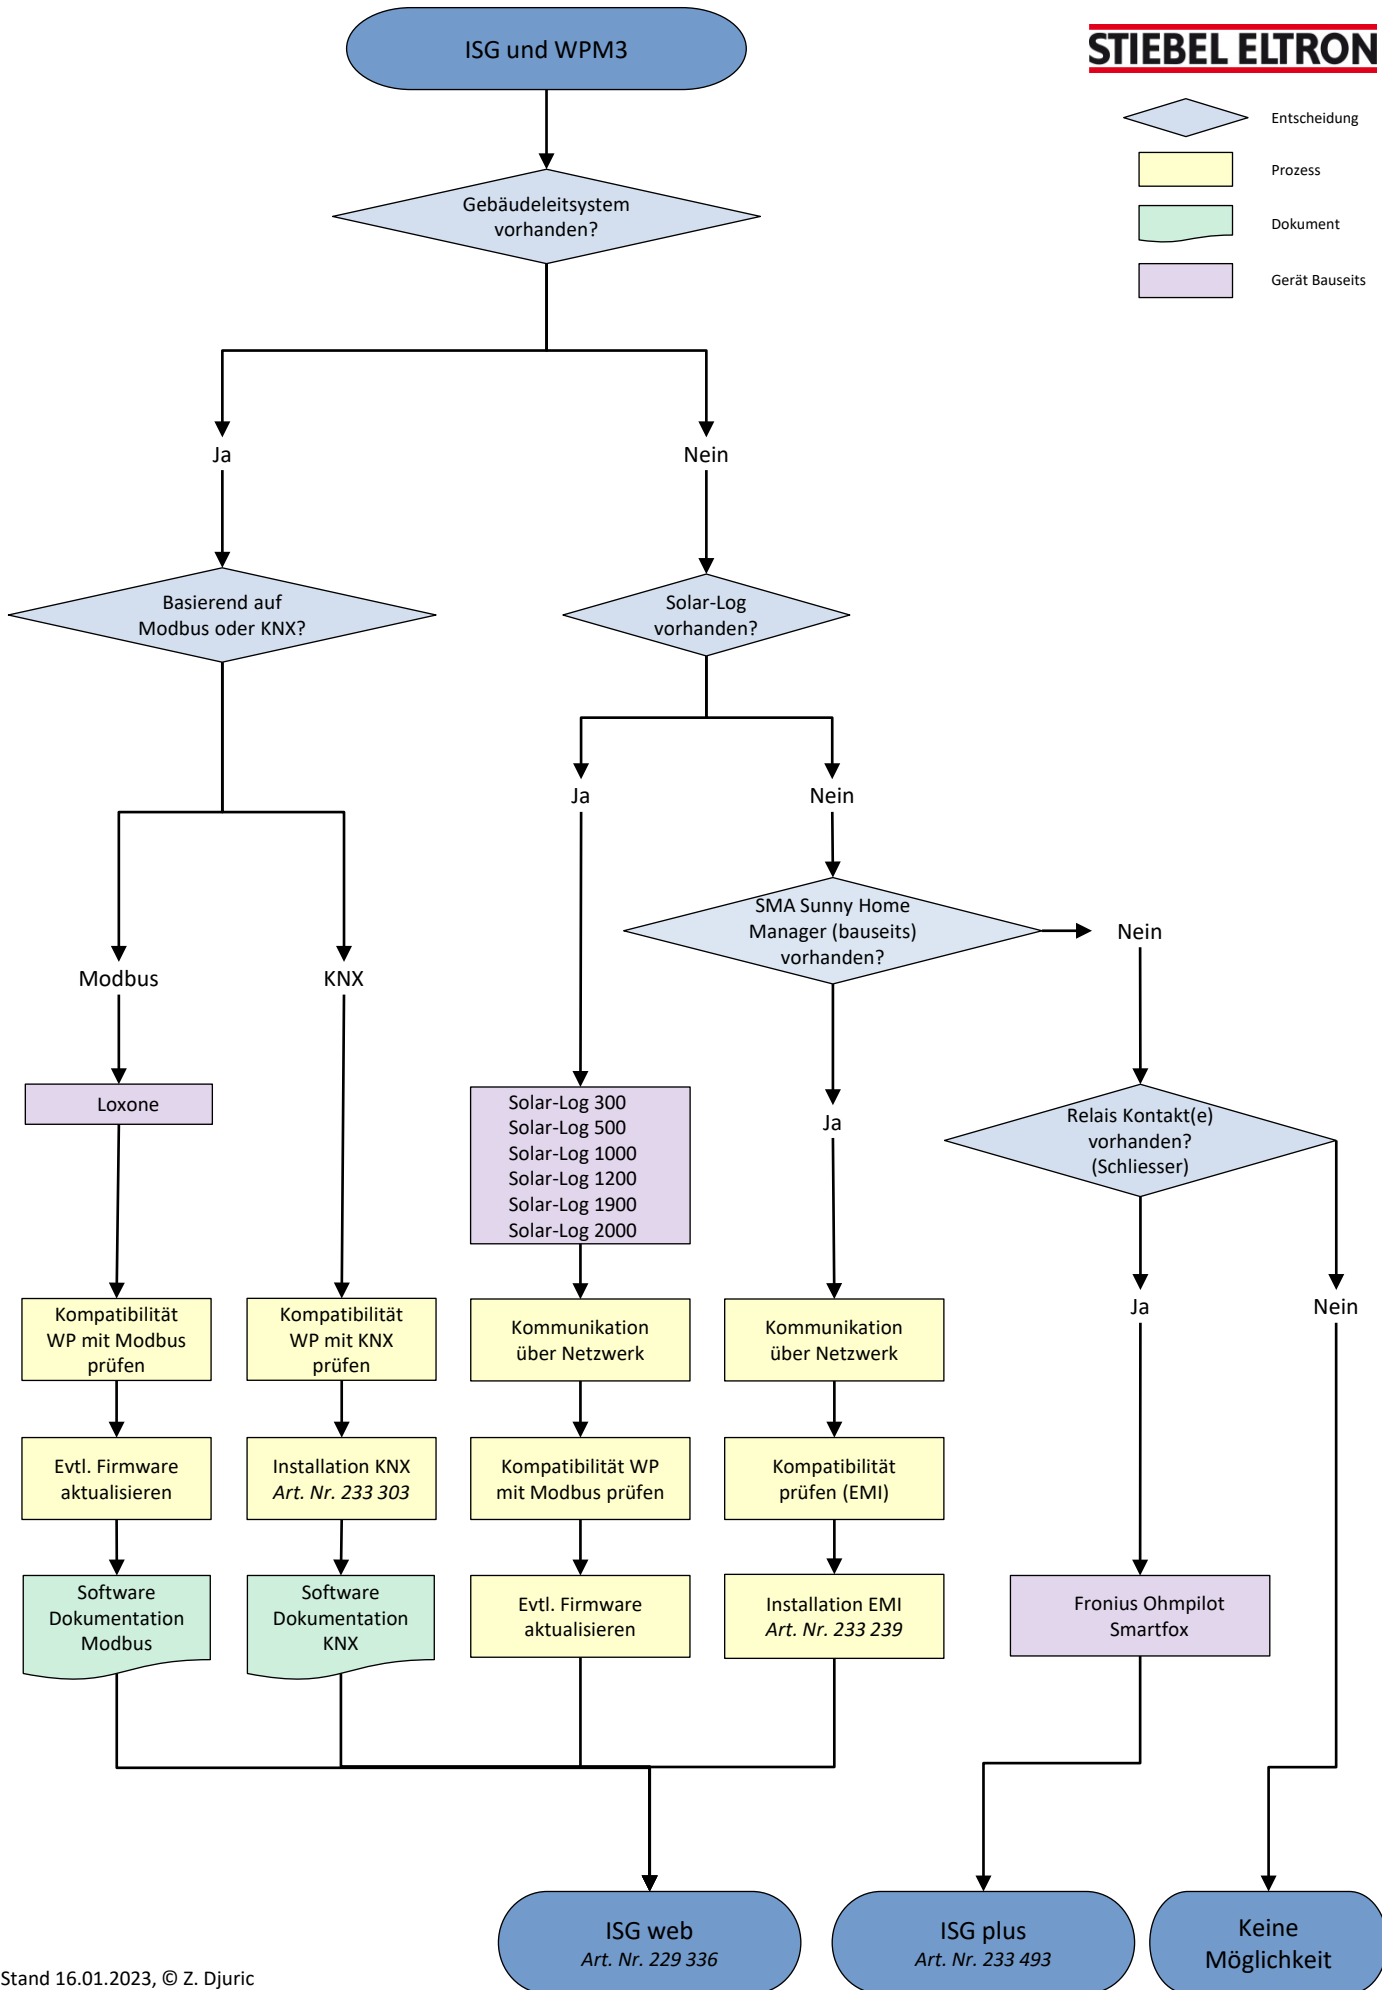 ISG und WPM3
STIEBEL ELTRON
Entscheidung
Prozess
Dokument
Gerät Bauseits
Gebäudeleitsystem
vorhanden?
Ja
Nein
Basierend auf
Modbus oder KNX?
Solar-Log
vorhanden?
Ja
Nein
SMA Sunny Home
Manager (bauseits)
vorhanden?
Nein
Modbus
KNX
Loxone
Solar-Log 300
Solar-Log 500
Solar-Log 1000
Solar-Log 1200
Solar-Log 1900
Solar-Log 2000
Ja
Relais Kontakt(e)
vorhanden?
(Schliesser)
Ja
Nein
Kompatibilität
WP mit Modbus
prüfen
Kompatibilität
WP mit KNX
prüfen
Kommunikation
über Netzwerk
Kommunikation
über Netzwerk
Evtl. Firmware
aktualisieren
Installation KNX
Art. Nr. 233 303
Kompatibilität WP
mit Modbus prüfen
Kompatibilität
prüfen (EMI)
Software
Dokumentation
Modbus
Software
Dokumentation
KNX
Evtl. Firmware
aktualisieren
Installation EMI
Art. Nr. 233 239
Fronius Ohmpilot
Smartfox
ISG web
Art. Nr. 229 336
ISG plus
Art. Nr. 233 493
Keine
Möglichkeit
Stand 16.01.2023, © Z. Djuric